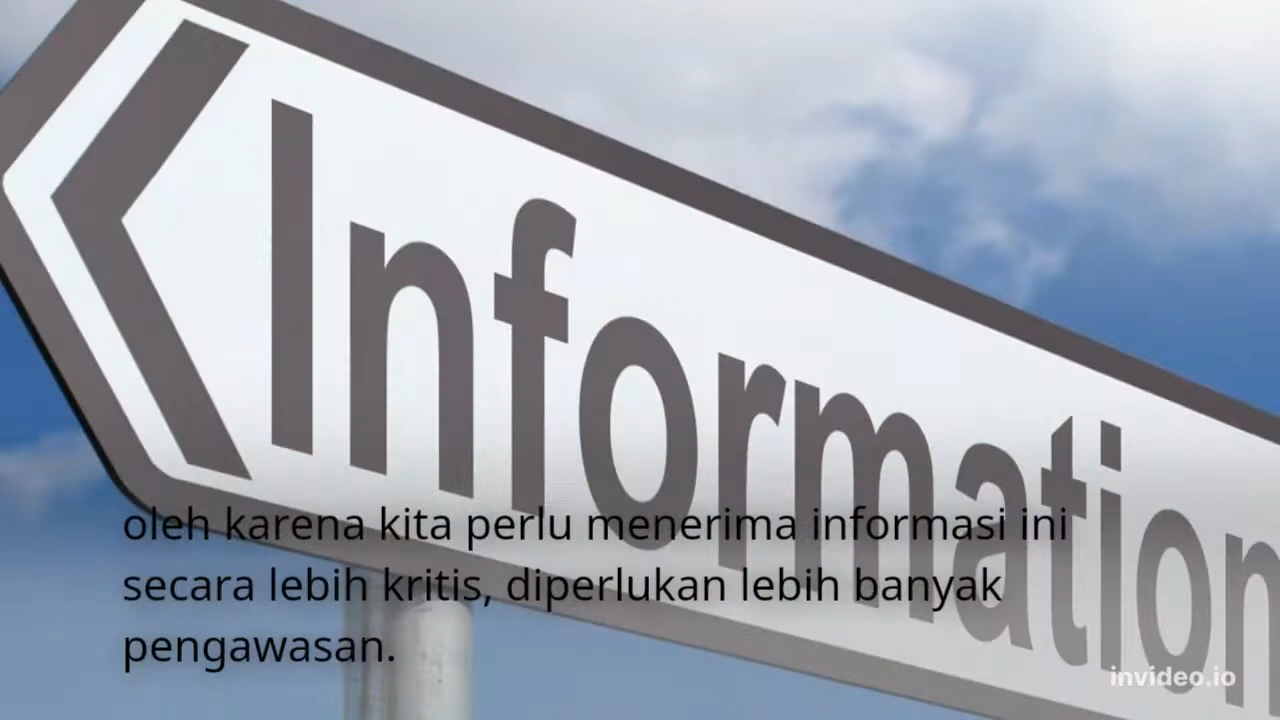 Information
oleh karena kita perlu menerima informasi ini
secara lebih kritis, diperlukan lebih banyak
pengawasan.
invideo.io